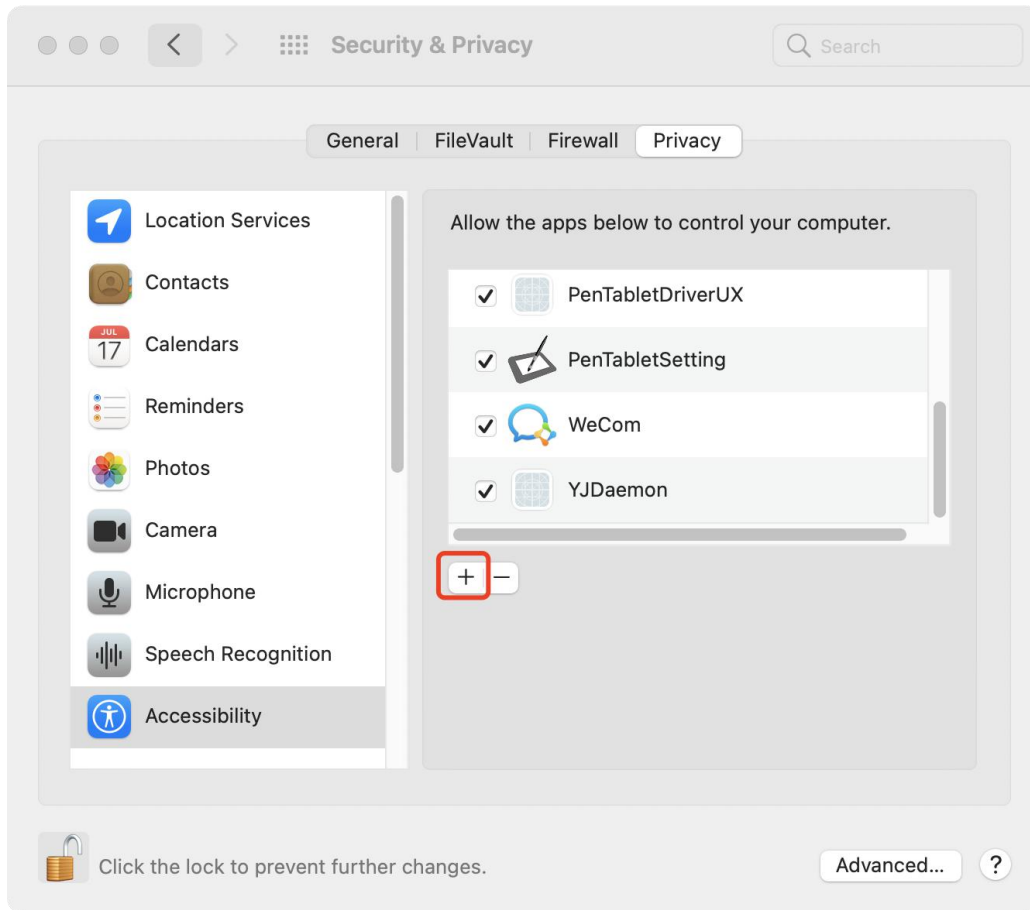 Security & Privacy
Search
General
FileVault
Firewall
Privacy
Location Services
Contacts
JUL
17
Calendars
Reminders
Photos
Camera
Microphone
Speech Recognition
Accessibility
Allow the apps below to control your computer.
PenTabletDriverUX
PenTabletSetting
WeCom
YJDaemon
+
−
Click the lock to prevent further changes.
Advanced...
?